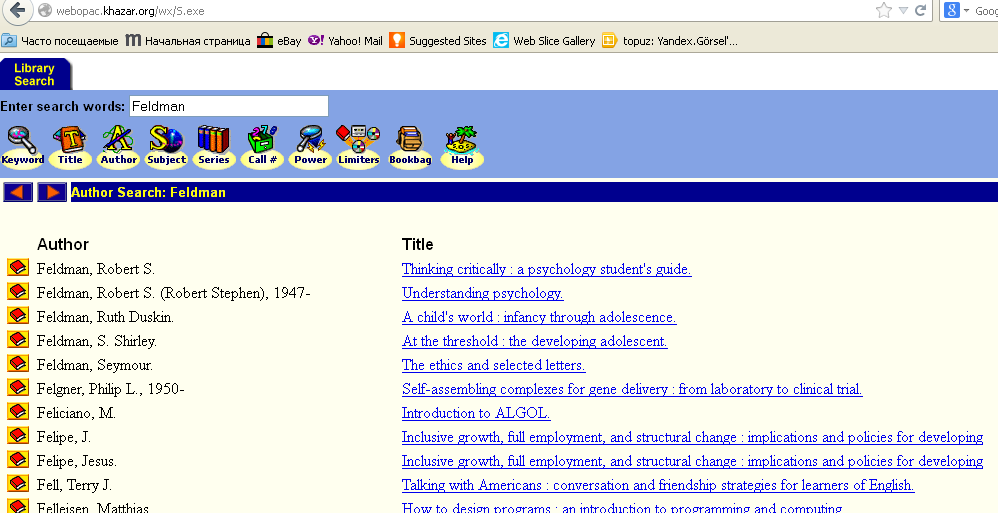 webopac.khazar.org/wx/S.exe
8 Goog
Часто посещаемые Начальная страница eBay Yahoo! Mail Suggested Sites Web Slice Gallery topuz: Yandex.Görsel'...
Library
Search
Enter search words: Feldman
Keyword Title Author Subject Series Call # Power Limiters Bookbag Help
Author Search: Feldman
Author Title
Feldman, Robert S. Thinking critically : a psychology student's guide.
Feldman, Robert S. (Robert Stephen), 1947- Understanding psychology.
Feldman, Ruth Duskin. A child's world : infancy through adolescence.
Feldman, S. Shirley. At the threshold : the developing adolescent.
Feldman, Seymour. The ethics and selected letters.
Felgner, Philip L., 1950- Self-assembling complexes for gene delivery : from laboratory to clinical trial.
Feliciano, M. Introduction to ALGOL.
Felipe, J. Inclusive growth, full employment, and structural change : implications and policies for developing
Felipe, Jesus. Inclusive growth, full employment, and structural change : implications and policies for developing
Fell, Terry J. Talking with Americans : conversation and friendship strategies for learners of English.
Felleisen, Matthias. How to design programs : an introduction to programming and computing